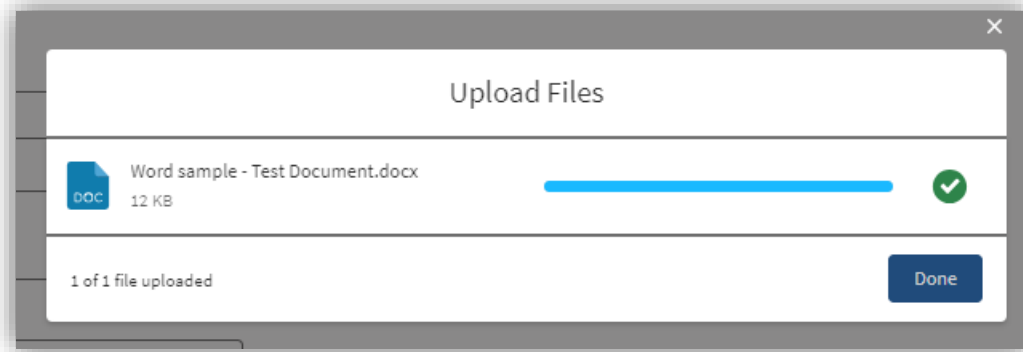 Upload Files
Word sample - Test Document.docx
DOC
12 KB
1 of 1 file uploaded
Done